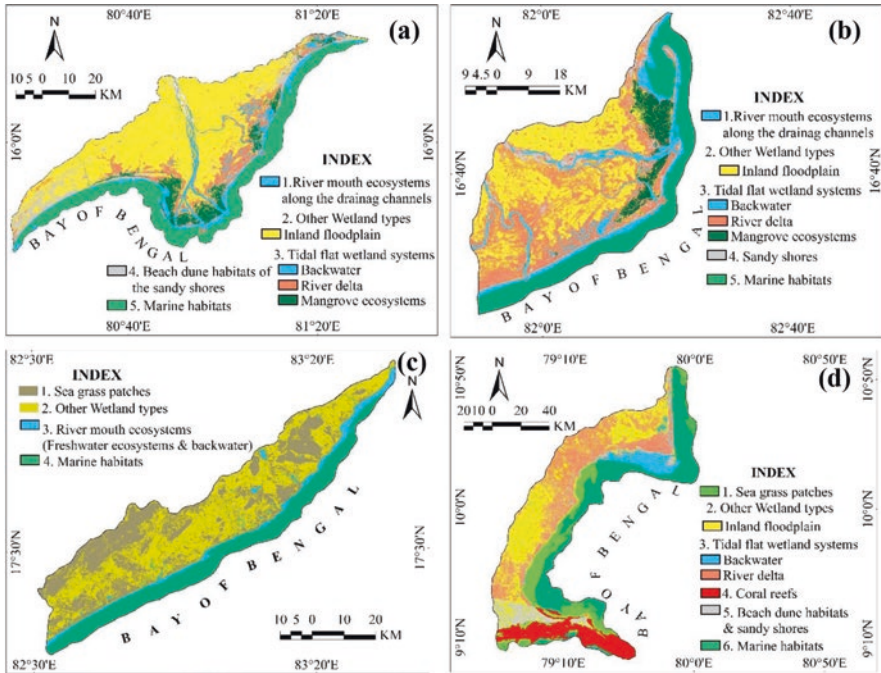 80°40'E
81°20'E
(a)
N
10 5 0 10 20
KM
16°0'N
16°0'N
INDEX
1.River mouth ecosystems
along the drainag channels
2. Other Wetland types
Inland floodplain
3. Tidal flat wetland systems
Backwater
River delta
Mangrove ecosystems
4. Beach dune habitats of
the sandy shores
5. Marine habitats
BAY OF BENGAL
80°40'E
81°20'E
82°0'E
82°40'E
(b)
N
9 4.5 0 9 18
KM
16°40'N
16°40'N
INDEX
1.River mouth ecosystems
along the drainag channels
2. Other Wetland types
Inland floodplain
3. Tidal flat wetland systems
Backwater
River delta
Mangrove ecosystems
4. Sandy shores
5. Marine habitats
BAY OF BENGAL
82°0'E
82°40'E
82°30'E
83°20'E
(c)
N
INDEX
1. Sea grass patches
2. Other Wetland types
3. River mouth ecosystems
(Freshwater ecosystems & backwater)
4. Marine habitats
17°30'N
17°30'N
BAY OF BENGAL
10 5 0 10 20
KM
82°30'E
83°20'E
79°10'E
80°0'E
80°50'E
(d)
N
2010 0 20 40
KM
10°50'N
10°50'N
10°0'N
10°0'N
9°10'N
9°10'N
INDEX
1. Sea grass patches
2. Other Wetland types
Inland floodplain
3. Tidal flat wetland systems
Backwater
River delta
4. Coral reefs
5. Beach dune habitats
& sandy shores
6. Marine habitats
BAY OF BENGAL
79°10'E
80°0'E
80°50'E